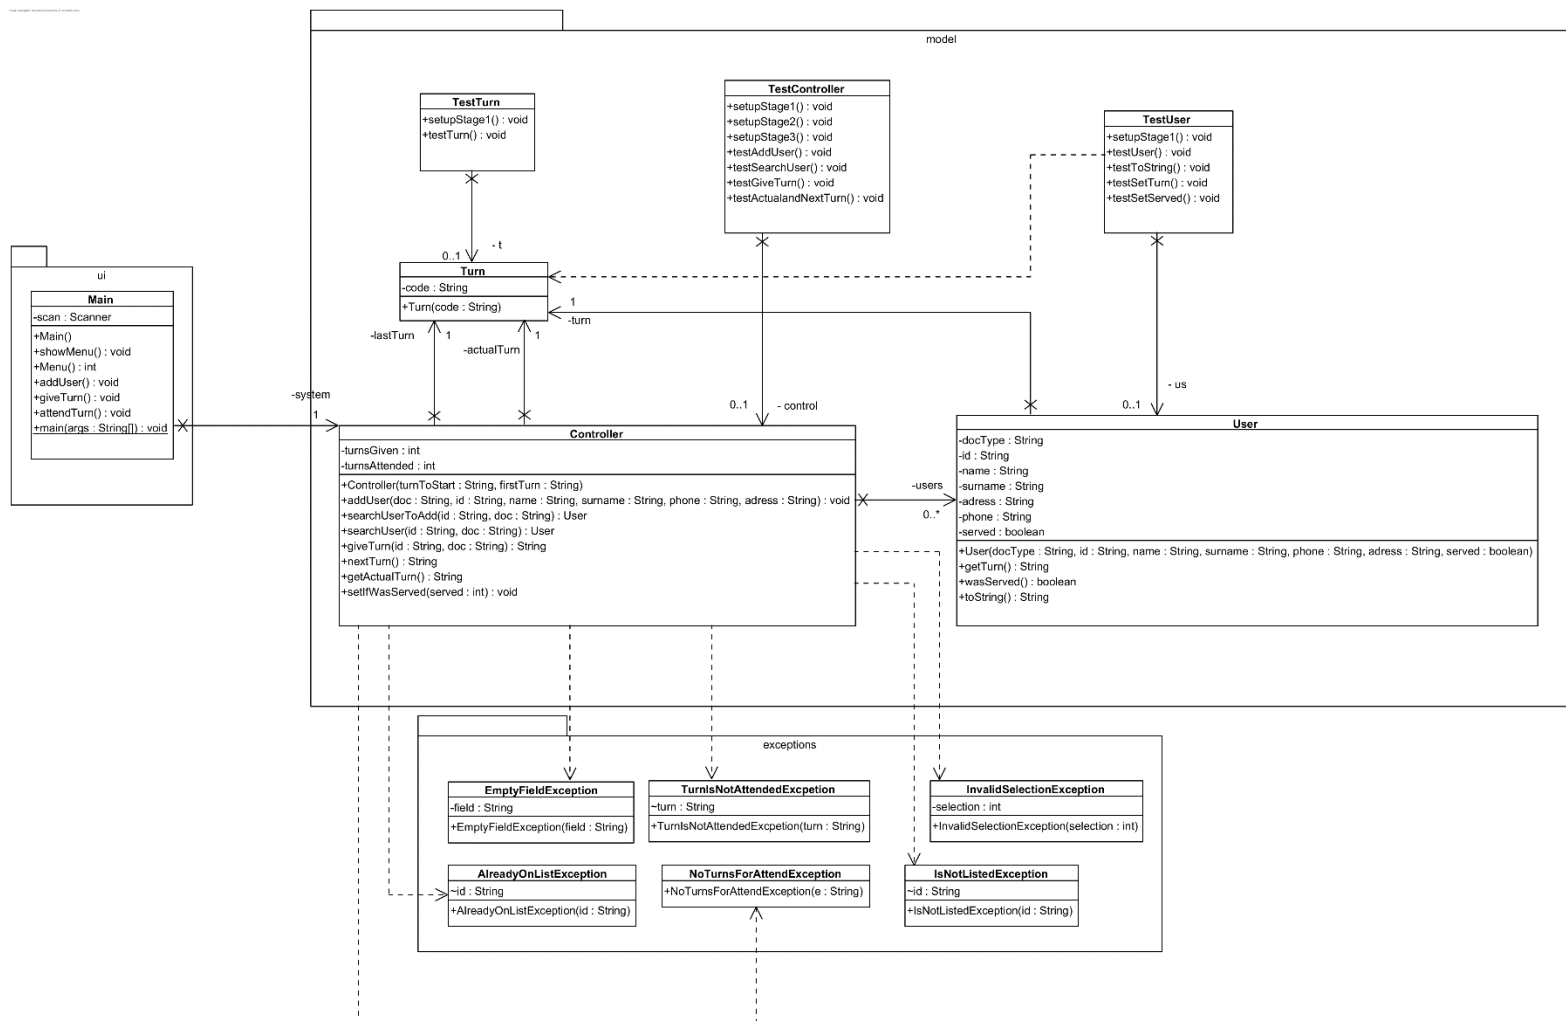 model
TestTurn
+setupStage1() : void
+testTurn() : void
TestController
+setupStage1() : void
+setupStage2() : void
+setupStage3() : void
+testAddUser() : void
+testSearchUser() : void
+testGiveTurn() : void
+testActualandNextTurn() : void
TestUser
+setupStage1() : void
+testUser() : void
+testToString() : void
+testSetTurn() : void
+testSetServed() : void
- t
0..1
Turn
-code : String
+Turn(code : String)
1
-turn
-lastTurn
1
-actualTurn
1
ui
Main
-scan : Scanner
+Main()
+showMenu() : void
+Menu() : int
+addUser() : void
+giveTurn() : void
+attendTurn() : void
+main(args : String[]) : void
-system
1
0..1
- control
- us
0..1
Controller
-turnsGiven : int
-turnsAttended : int
+Controller(turnToStart : String, firstTurn : String)
+addUser(doc : String, id : String, name : String, surname : String, phone : String, adress : String) : void
+searchUserToAdd(id : String, doc : String) : User
+searchUser(id : String, doc : String) : User
+giveTurn(id : String, doc : String) : String
+nextTurn() : String
+getActualTurn() : String
+setIfWasServed(served : int) : void
-users
0..*
User
-docType : String
-id : String
-name : String
-surname : String
-adress : String
-phone : String
-served : boolean
+User(docType : String, id : String, name : String, surname : String, phone : String, adress : String, served : boolean)
+getTurn() : String
+wasServed() : boolean
+toString() : String
exceptions
EmptyFieldException
-field : String
+EmptyFieldException(field : String)
TurnIsNotAttendedExcpetion
~turn : String
+TurnIsNotAttendedExcpetion(turn : String)
InvalidSelectionException
-selection : int
+InvalidSelectionException(selection : int)
AlreadyOnListException
~id : String
+AlreadyOnListException(id : String)
NoTurnsForAttendException
+NoTurnsForAttendException(e : String)
IsNotListedException
~id : String
+IsNotListedException(id : String)